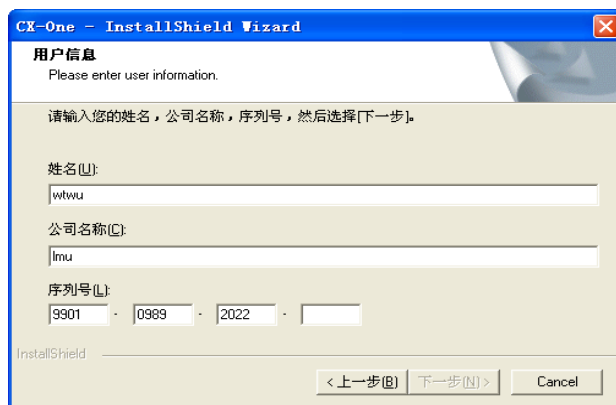 CX-One - InstallShield Wizard
用户信息
Please enter user information.
请输入您的姓名，公司名称，序列号，然后选择[下一步]。
姓名(U):
wtwu
公司名称(C):
lmu
序列号(L):
9901 - 0989 - 2022 -
InstallShield
< 上一步(B) 下一步(N) > Cancel